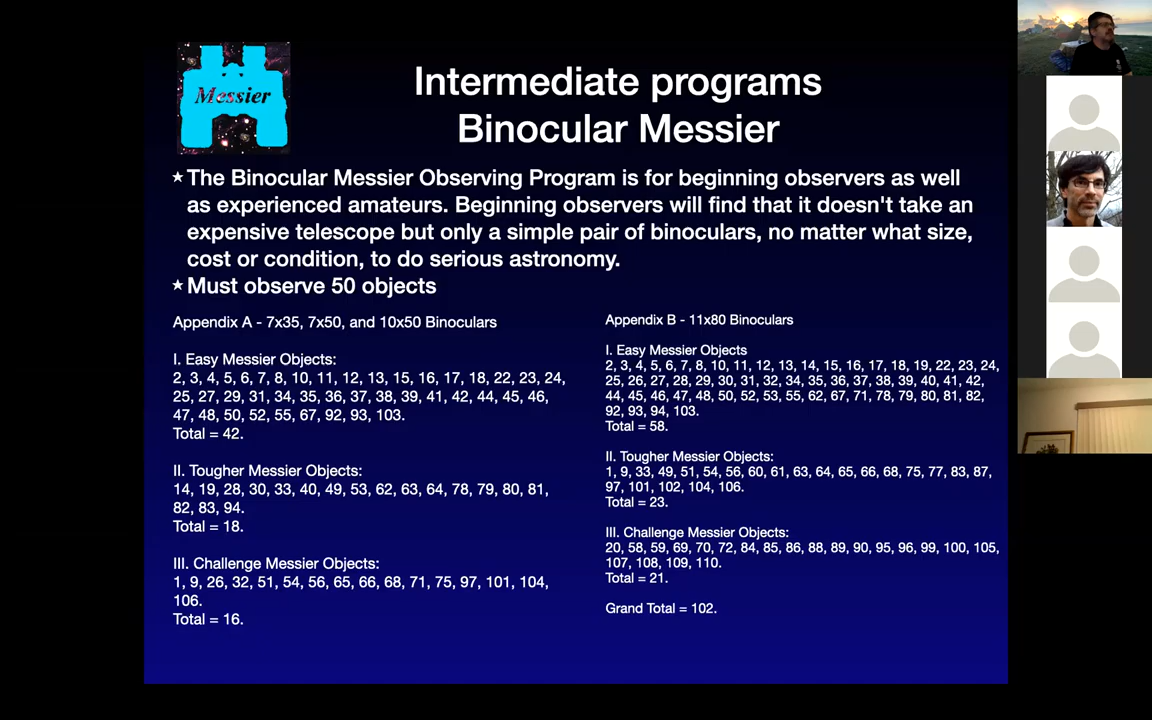 Messier
Intermediate programs
Binocular Messier
★The Binocular Messier Observing Program is for beginning observers as well
as experienced amateurs. Beginning observers will find that it doesn't take an
expensive telescope but only a simple pair of binoculars, no matter what size,
cost or condition, to do serious astronomy.
★Must observe 50 objects
Appendix A - 7x35, 7x50, and 10x50 Binoculars
I. Easy Messier Objects:
2, 3, 4, 5, 6, 7, 8, 10, 11, 12, 13, 15, 16, 17, 18, 22, 23, 24,
25, 27, 29, 31, 34, 35, 36, 37, 38, 39, 41, 42, 44, 45, 46,
47, 48, 50, 52, 55, 67, 92, 93, 103.
Total = 42.
II. Tougher Messier Objects:
14, 19, 28, 30, 33, 40, 49, 53, 62, 63, 64, 78, 79, 80, 81,
82, 83, 94.
Total = 18.
III. Challenge Messier Objects:
1, 9, 26, 32, 51, 54, 56, 65, 66, 68, 71, 75, 97, 101, 104,
106.
Total = 16.
Appendix B - 11x80 Binoculars
I. Easy Messier Objects
2, 3, 4, 5, 6, 7, 8, 10, 11, 12, 13, 14, 15, 16, 17, 18, 19, 22, 23, 24,
25, 26, 27, 28, 29, 30, 31, 32, 34, 35, 36, 37, 38, 39, 40, 41, 42,
44, 45, 46, 47, 48, 50, 52, 53, 55, 62, 67, 71, 78, 79, 80, 81, 82,
92, 93, 94, 103.
Total = 58.
II. Tougher Messier Objects:
1, 9, 33, 49, 51, 54, 56, 60, 61, 63, 64, 65, 66, 68, 75, 77, 83, 87,
97, 101, 102, 104, 106.
Total = 23.
III. Challenge Messier Objects:
20, 58, 59, 69, 70, 72, 84, 85, 86, 88, 89, 90, 95, 96, 99, 100, 105,
107, 108, 109, 110.
Total = 21.
Grand Total = 102.